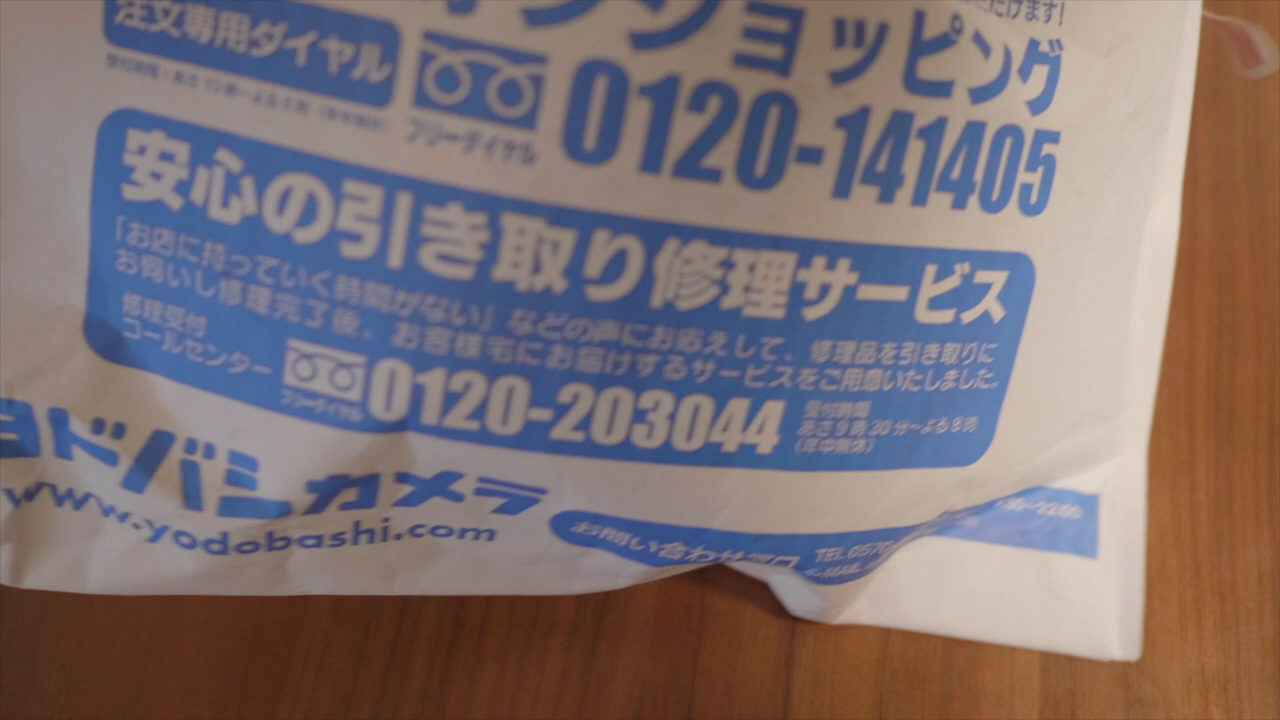 ンショッピング
注文専用ダイヤル
フリーダイヤル
0120-141405
安心の引き取り修理サービス
「お店に持っていく時間がない」などの声にお応えして、修理品を引き取りに
お伺いし修理完了後、お客様宅にお届けするサービスをご用意いたしました。
修理受付
コールセンター
フリーダイヤル
0120-203044
受付時間
あさ9時30分~よる8時
(年中無休)
ヨドバシカメラ
www.yodobashi.com
お問い合わせ
TEL 0570